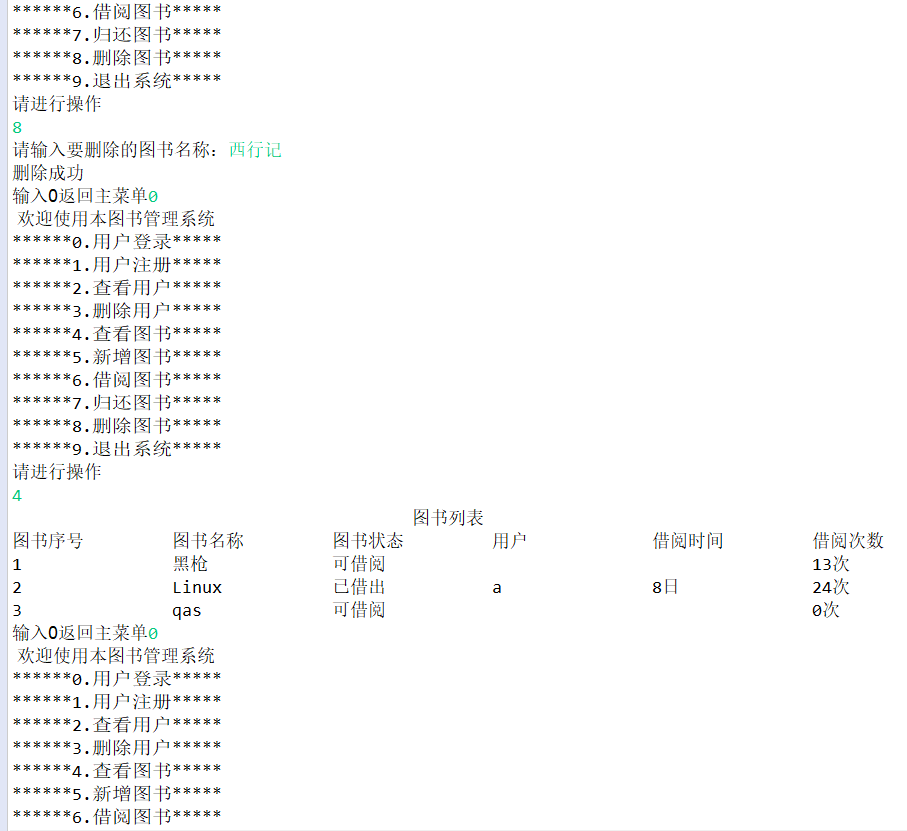 ******6.借阅图书*****
******7.归还图书*****
******8.删除图书*****
******9.退出系统*****
请进行操作
8
请输入要删除的图书名称：西行记
删除成功
输入0返回主菜单0
欢迎使用本图书管理系统
******0.用户登录*****
******1.用户注册*****
******2.查看用户*****
******3.删除用户*****
******4.查看图书*****
******5.新增图书*****
******6.借阅图书*****
******7.归还图书*****
******8.删除图书*****
******9.退出系统*****
请进行操作
4
图书列表
图书序号 图书名称 图书状态 用户 借阅时间 借阅次数
1 黑枪 可借阅 13次
2 Linux 已借出 a 8日 24次
3 qas 可借阅 0次
输入0返回主菜单0
欢迎使用本图书管理系统
******0.用户登录*****
******1.用户注册*****
******2.查看用户*****
******3.删除用户*****
******4.查看图书*****
******5.新增图书*****
******6.借阅图书*****